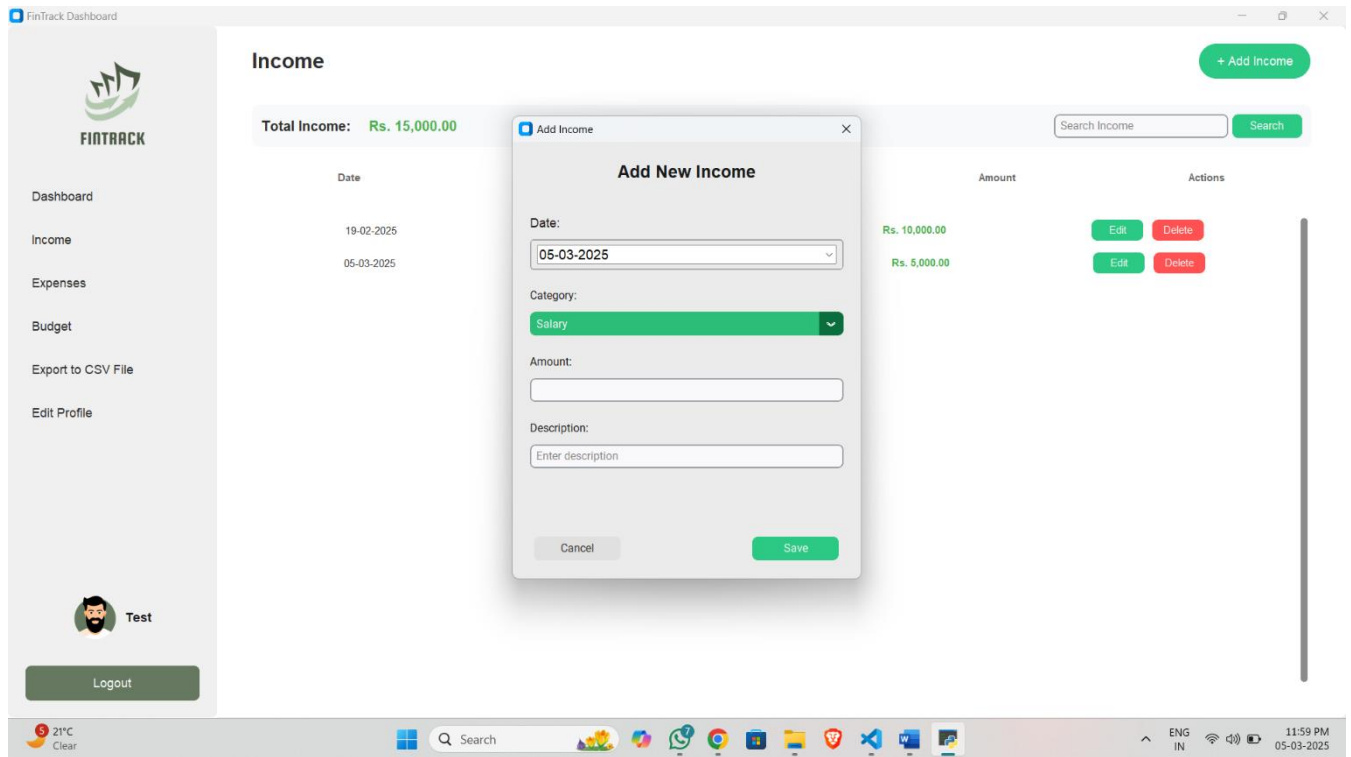 FinTrack Dashboard
FINTRACK
Dashboard
Income
Expenses
Budget
Export to CSV File
Edit Profile
Test
Logout
Income
+ Add Income
Total Income: Rs. 15,000.00
Search Income
Search
Date
Amount
Actions
19-02-2025
Rs. 10,000.00
Edit
Delete
05-03-2025
Rs. 5,000.00
Edit
Delete
Add Income
Add New Income
Date:
05-03-2025
Category:
Salary
Amount:
Description:
Enter description
Cancel
Save
5
21°C
Clear
Search
7
W
ENG
IN
11:59 PM
05-03-2025